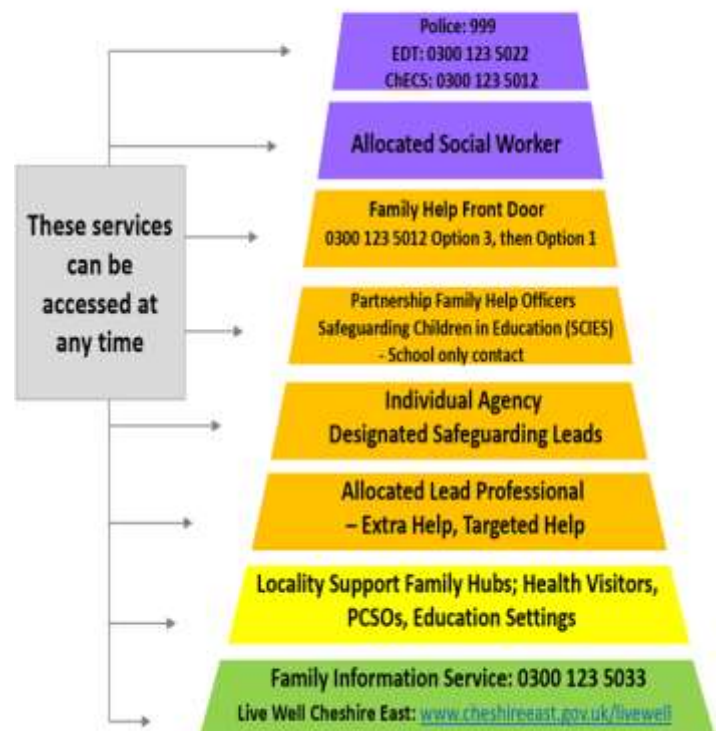 Police: 999
EDT: 0300 123 5022
ChECS: 0300 123 5012
Allocated Social Worker
These services
can be
accessed at
any time
Family Help Front Door
0300 123 5012 Option 3, then Option 1
Partnership Family Help Officers
Safeguarding Children in Education (SCIES)
- School only contact
Individual Agency
Designated Safeguarding Leads
Allocated Lead Professional
– Extra Help, Targeted Help
Locality Support Family Hubs; Health Visitors,
PCSOs, Education Settings
Family Information Service: 0300 123 5033
Live Well Cheshire East: www.cheshireeast.gov.uk/livewell